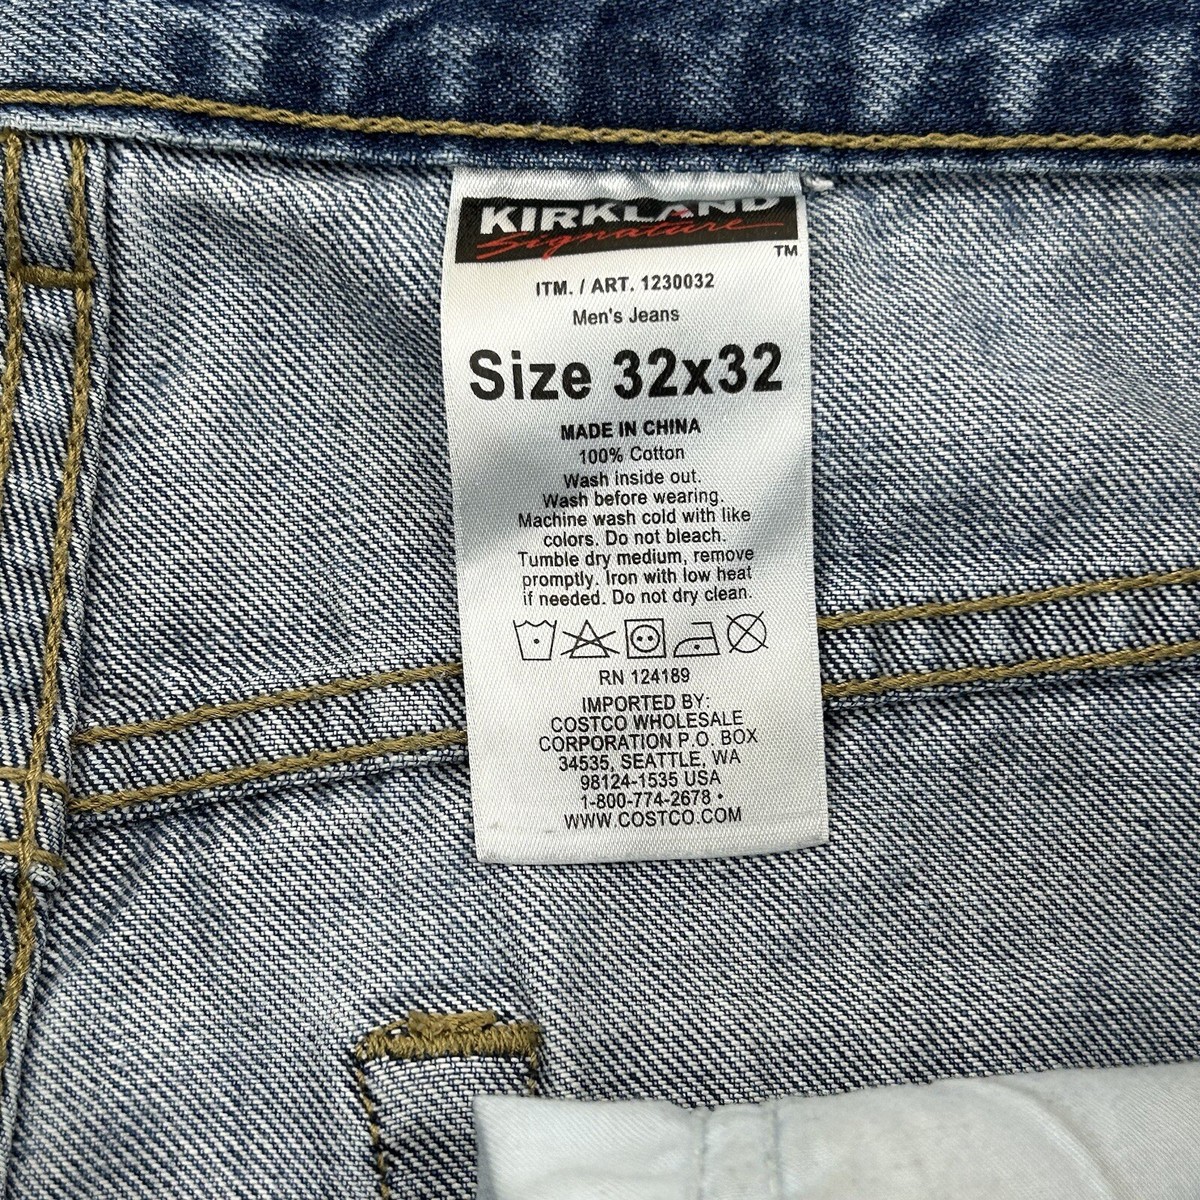 KIRKLAND
Signature
TM
ITM. / ART. 1230032
Men's Jeans
Size 32x32
MADE IN CHINA
100% Cotton
Wash inside out.
Wash before wearing.
Machine wash cold with like
colors. Do not bleach.
Tumble dry medium, remove
promptly. Iron with low heat
if needed. Do not dry clean.
RN 124189
IMPORTED BY:
COSTCO WHOLESALE
CORPORATION P.O. BOX
34535, SEATTLE, WA
98124-1535 USA
1-800-774-2678 •
WWW.COSTCO.COM